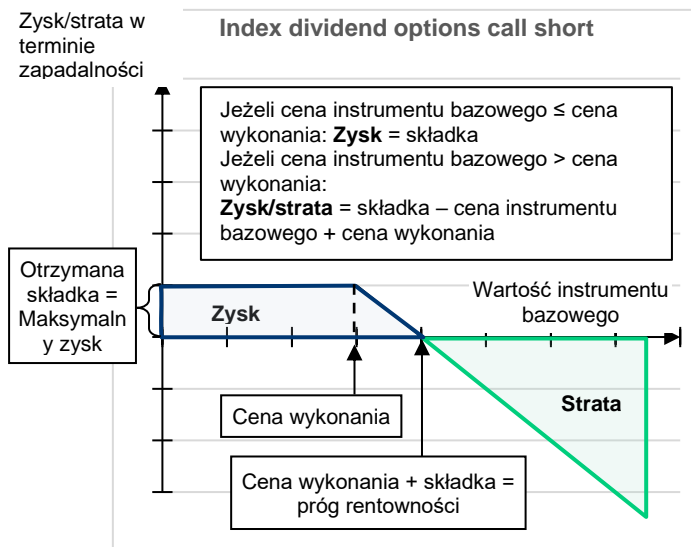 Zysk/strata w
terminie
zapadalności
Index dividend options call short
Jeżeli cena instrumentu bazowego ≤ cena
wykonania: Zysk = składka
Jeżeli cena instrumentu bazowego > cena
wykonania:
Zysk/strata = składka – cena instrumentu
bazowego + cena wykonania
Otrzymana
składka =
Maksymaln
y zysk
Zysk
Wartość instrumentu
bazowego
Cena wykonania
Strata
Cena wykonania + składka =
próg rentowności